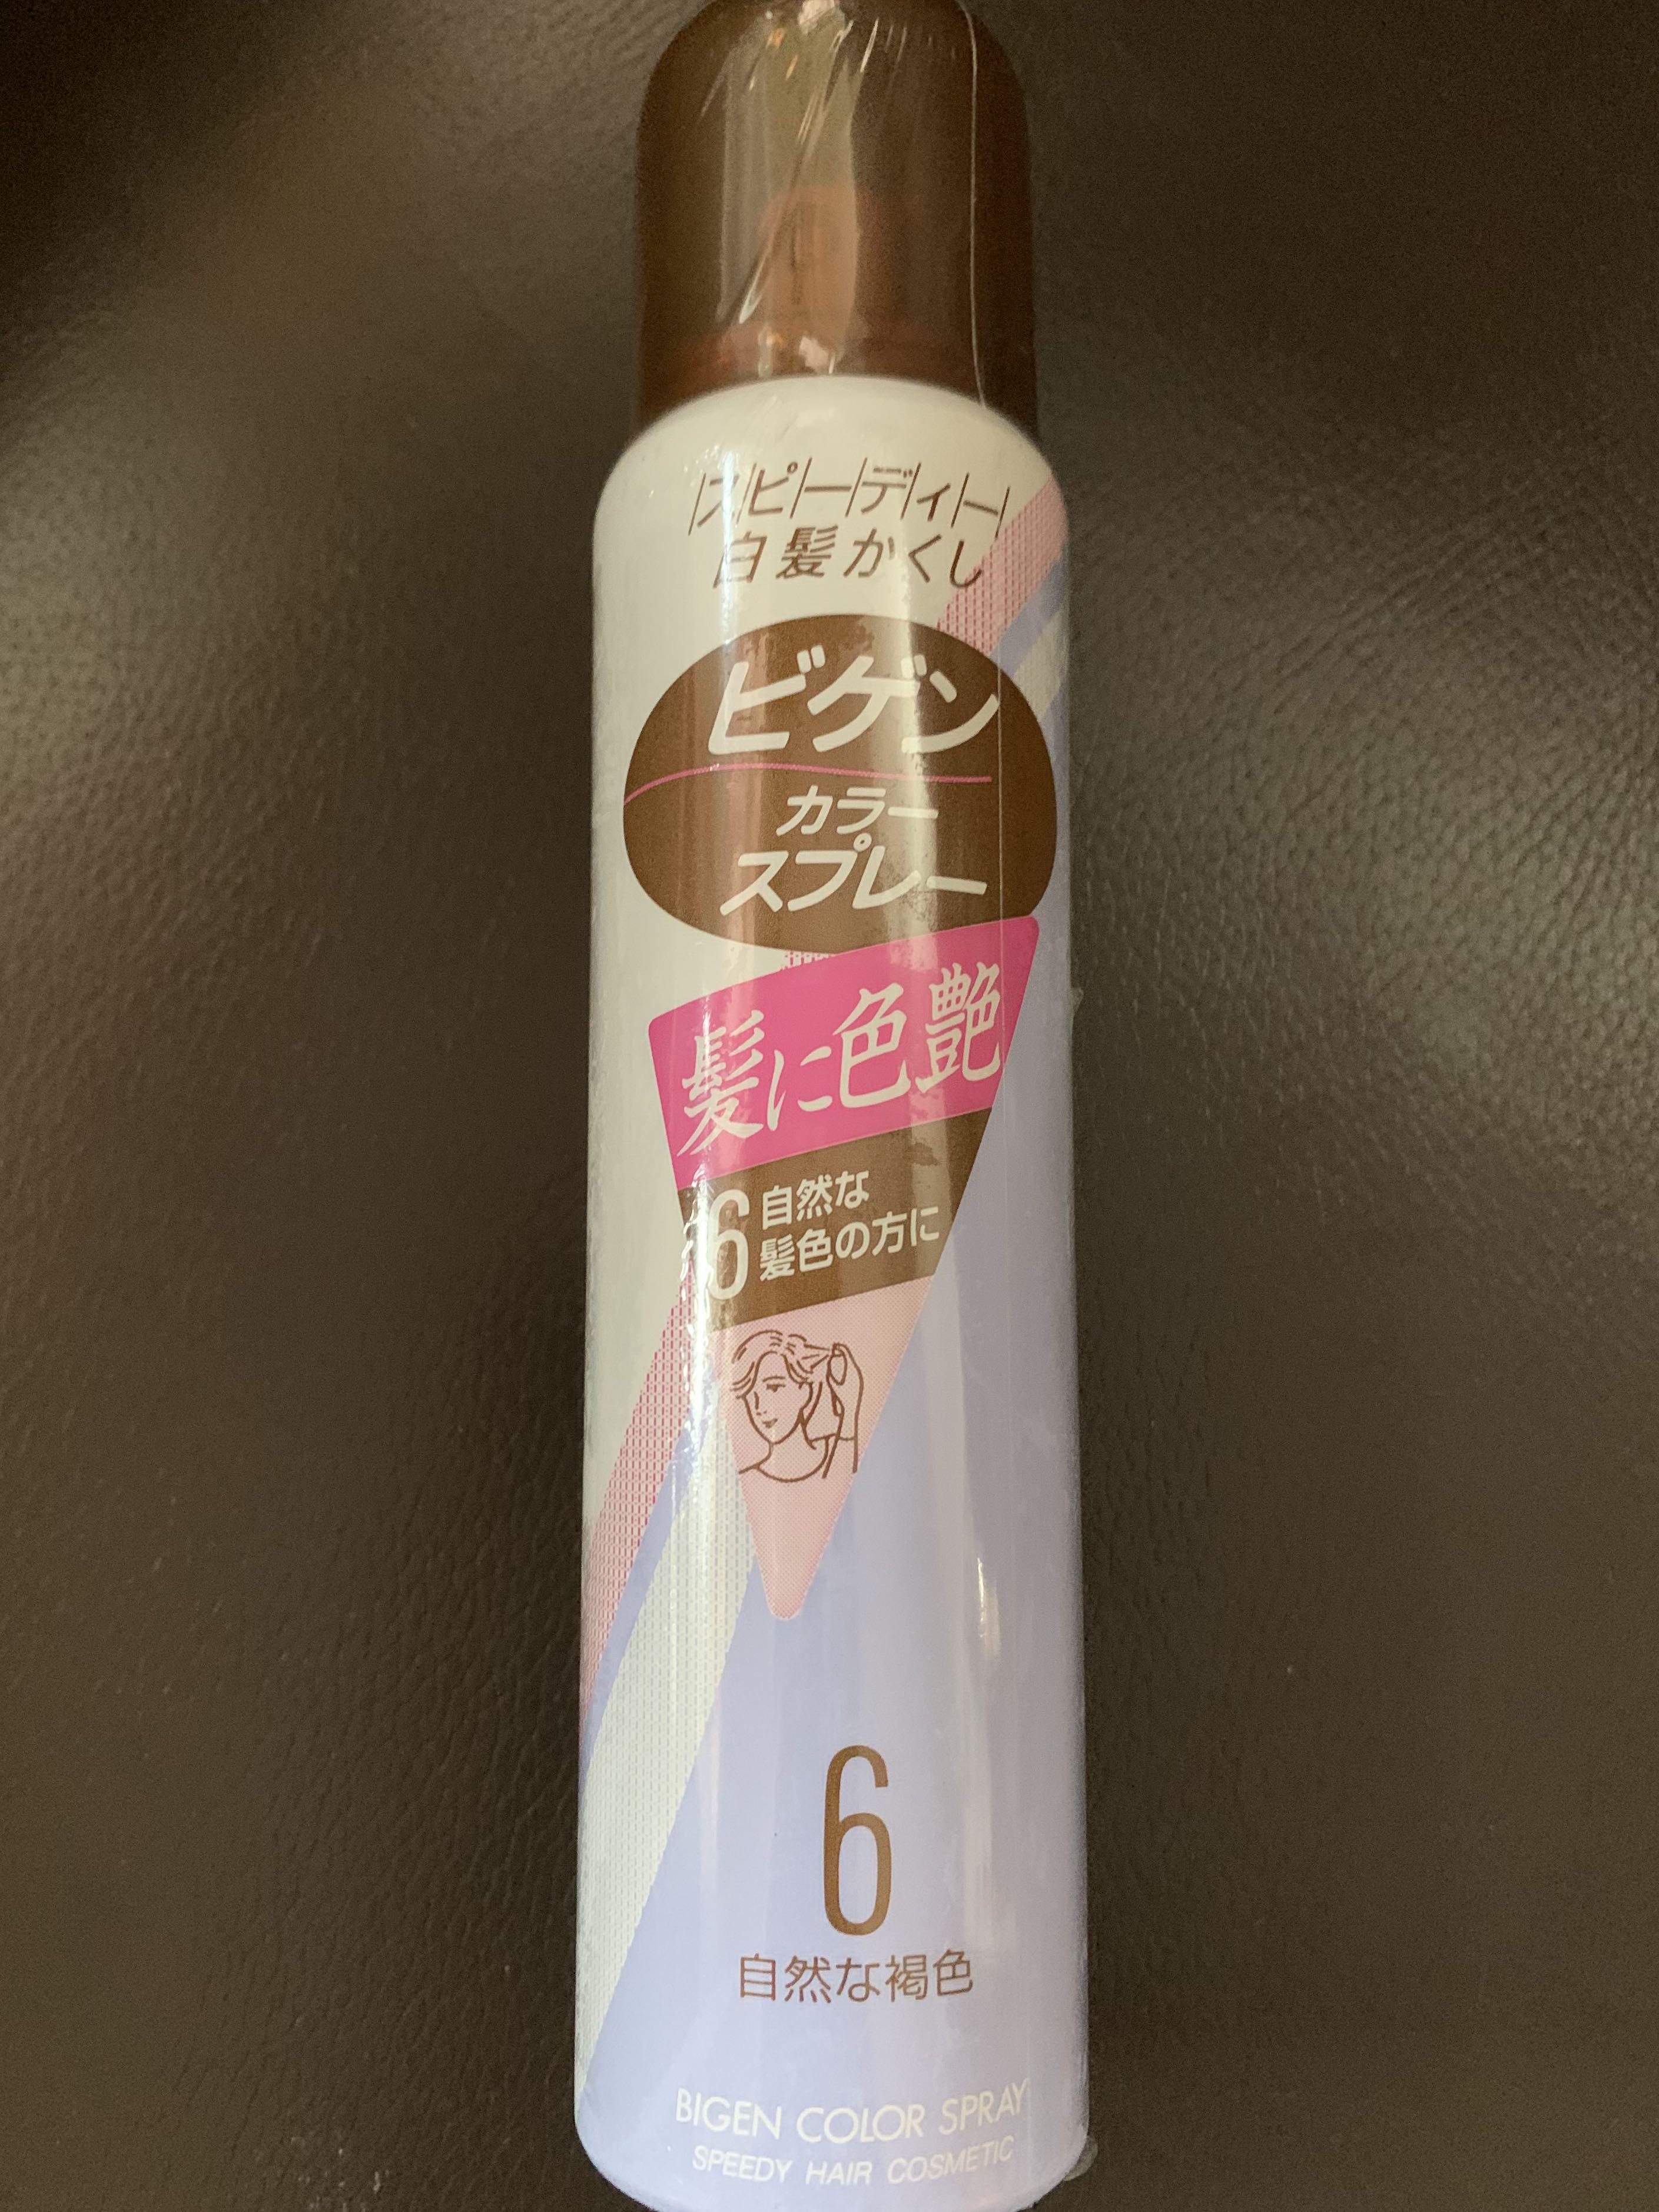 スピーディー
白髪かくし
ビゲン
カラー
スプレー
髪に色艶
6 自然な
髪色の方に
6
自然な褐色
BIGEN COLOR SPRAY
SPEEDY HAIR COSMETIC